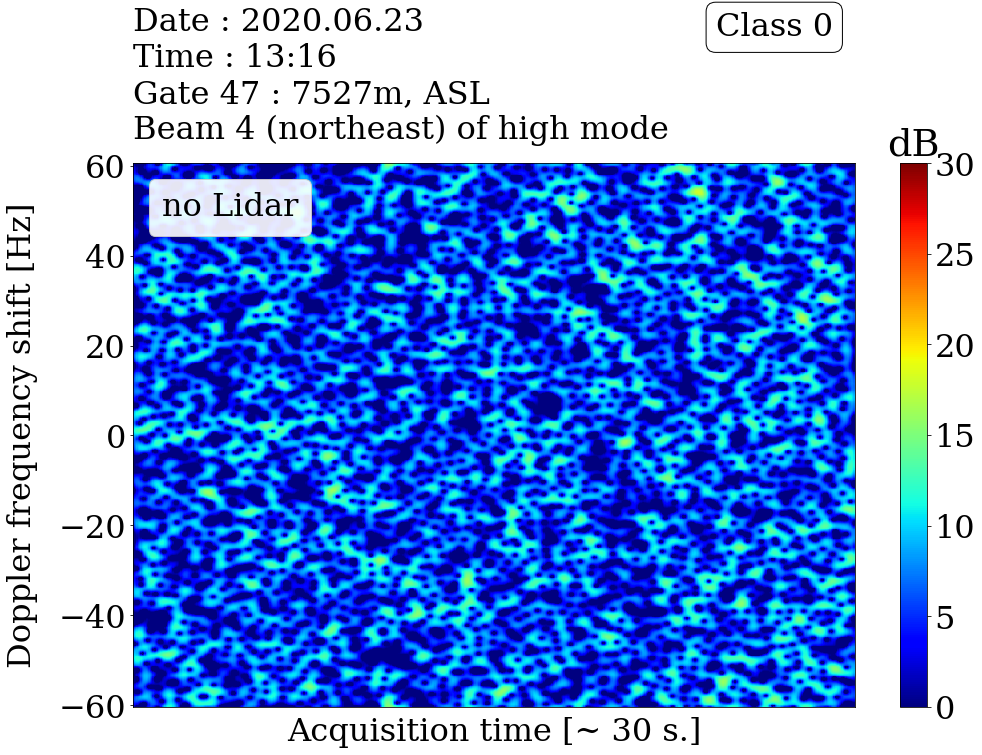 Date : 2020.06.23
Time : 13:16
Gate 47 : 7527m, ASL
Beam 4 (northeast) of high mode
Class 0
dB
no Lidar
Doppler frequency shift [Hz]
60
40
20
0
−20
−40
−60
Acquisition time [~ 30 s.]
30
25
20
15
10
5
0